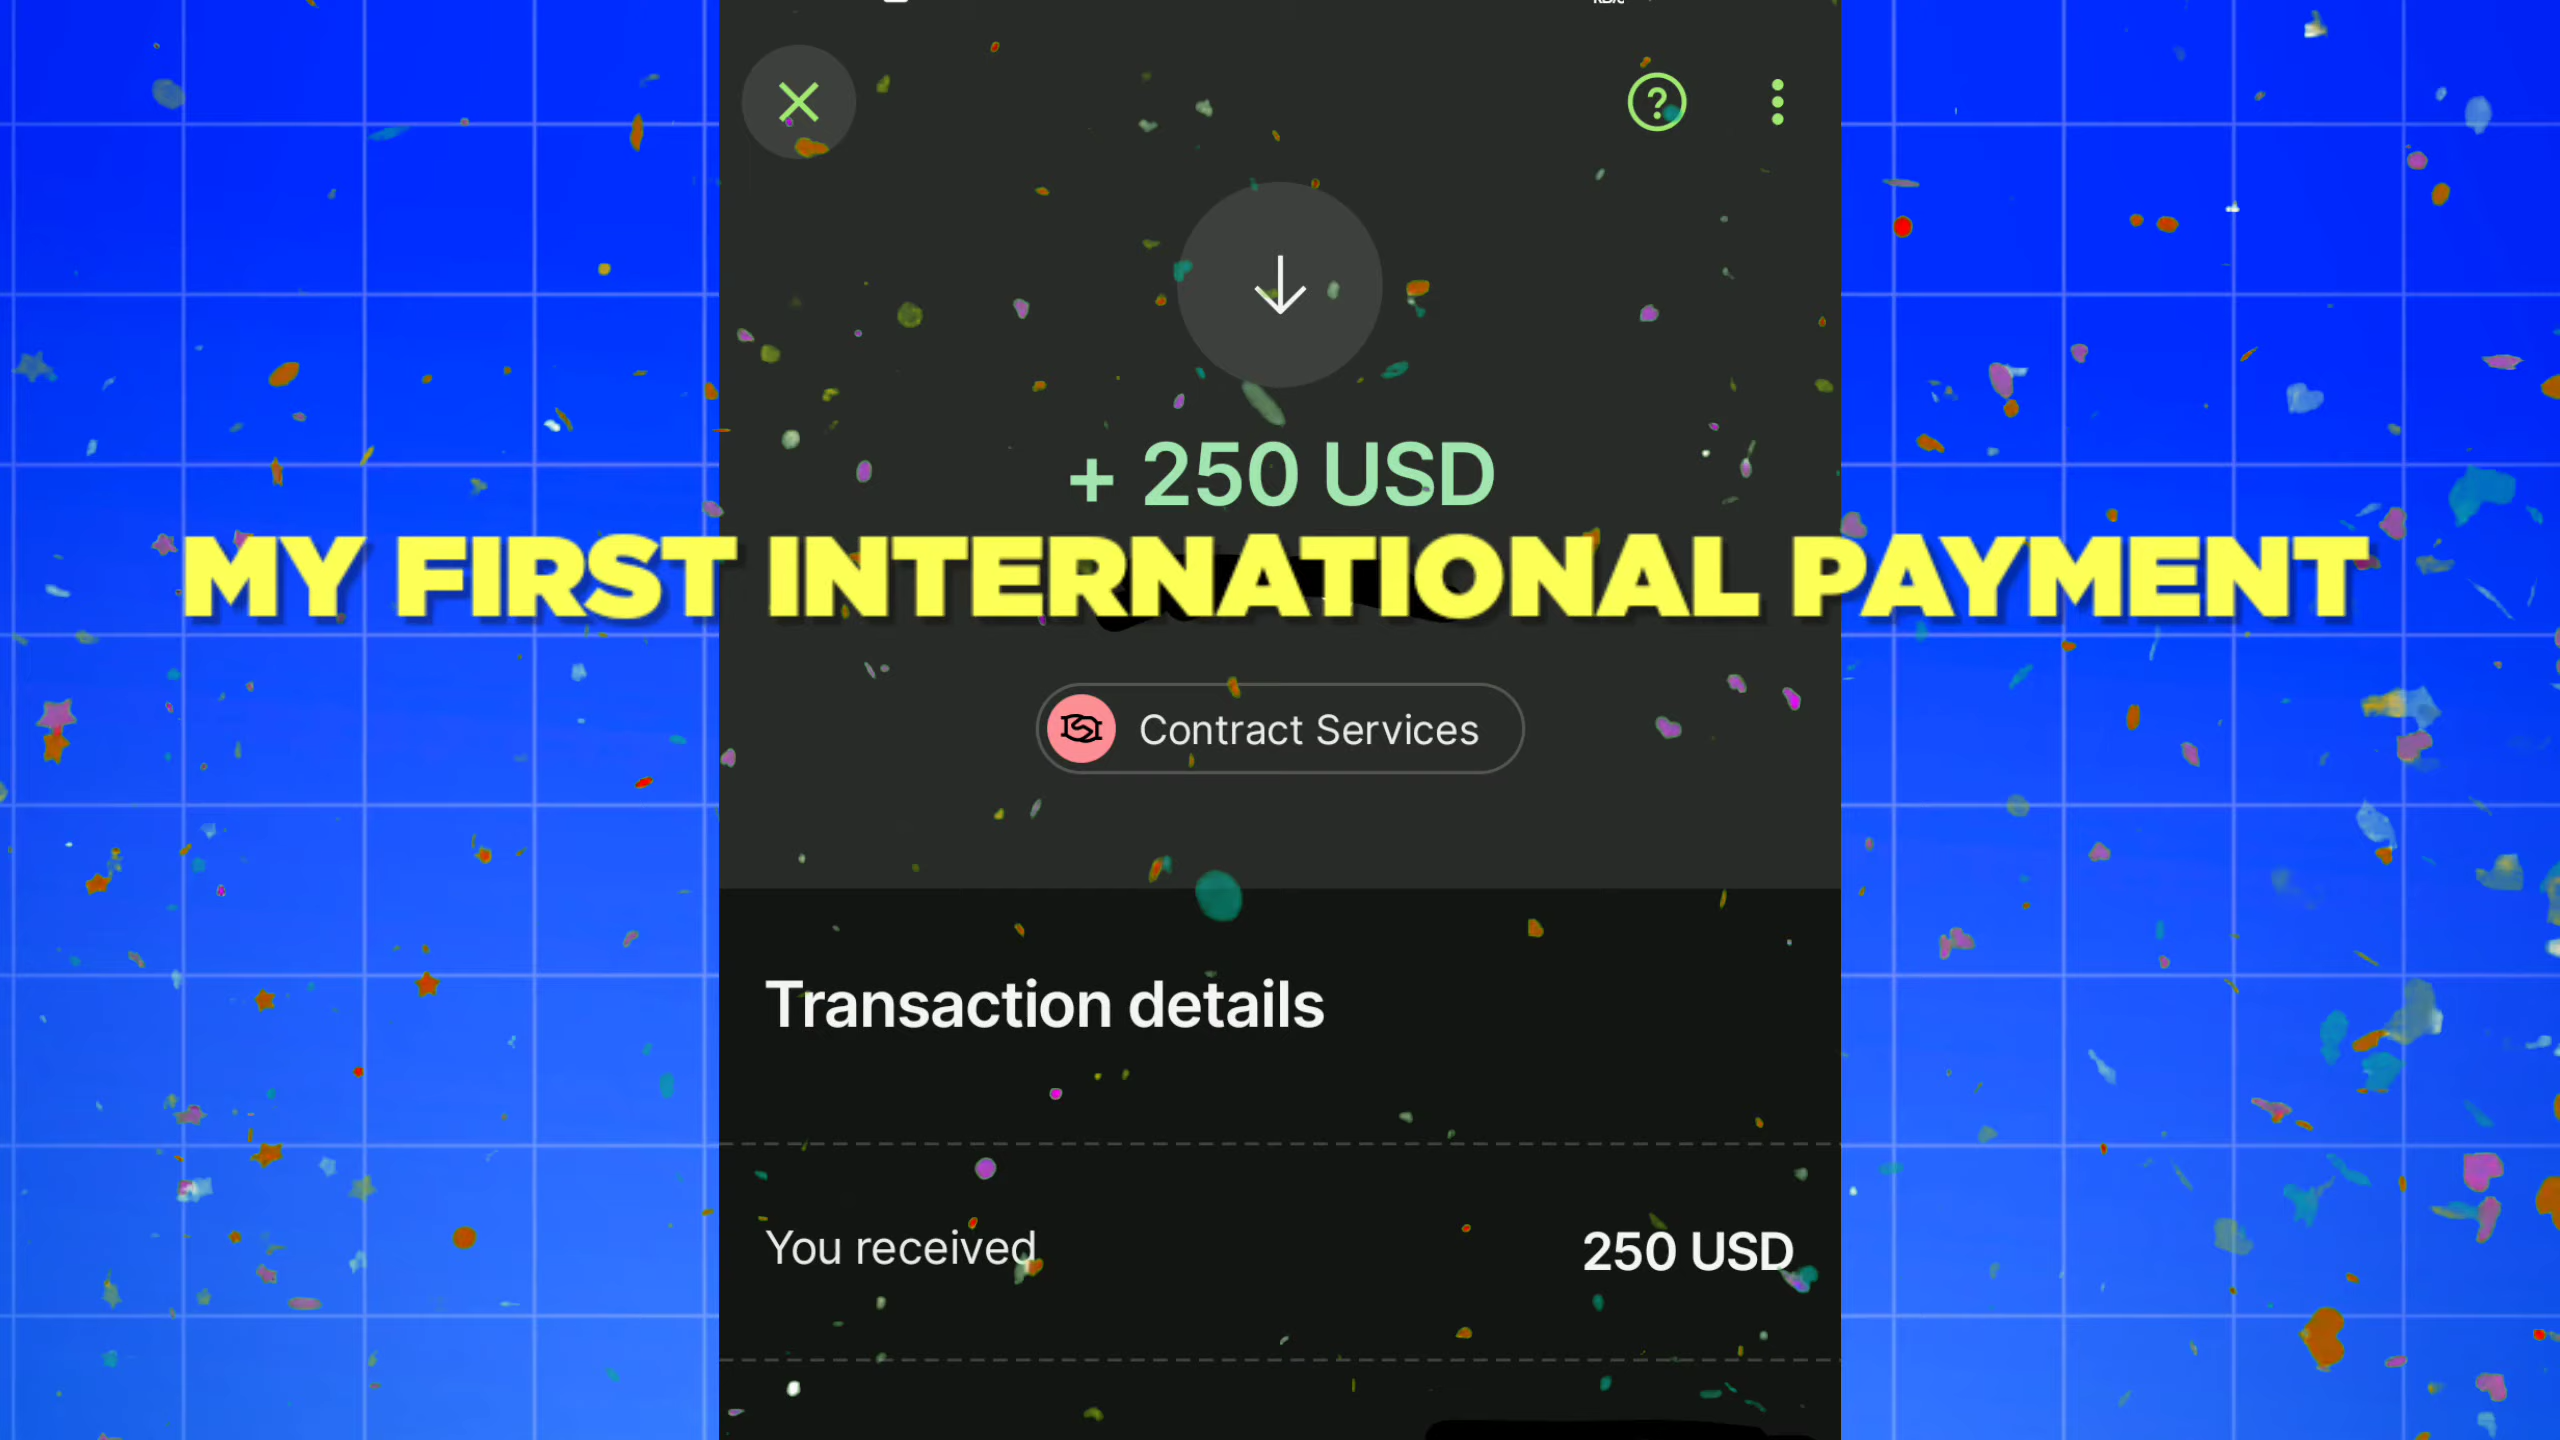 + 250 USD
MY FIRST INTERNATIONAL PAYMENT
Contract Services
Transaction details
You received
250 USD